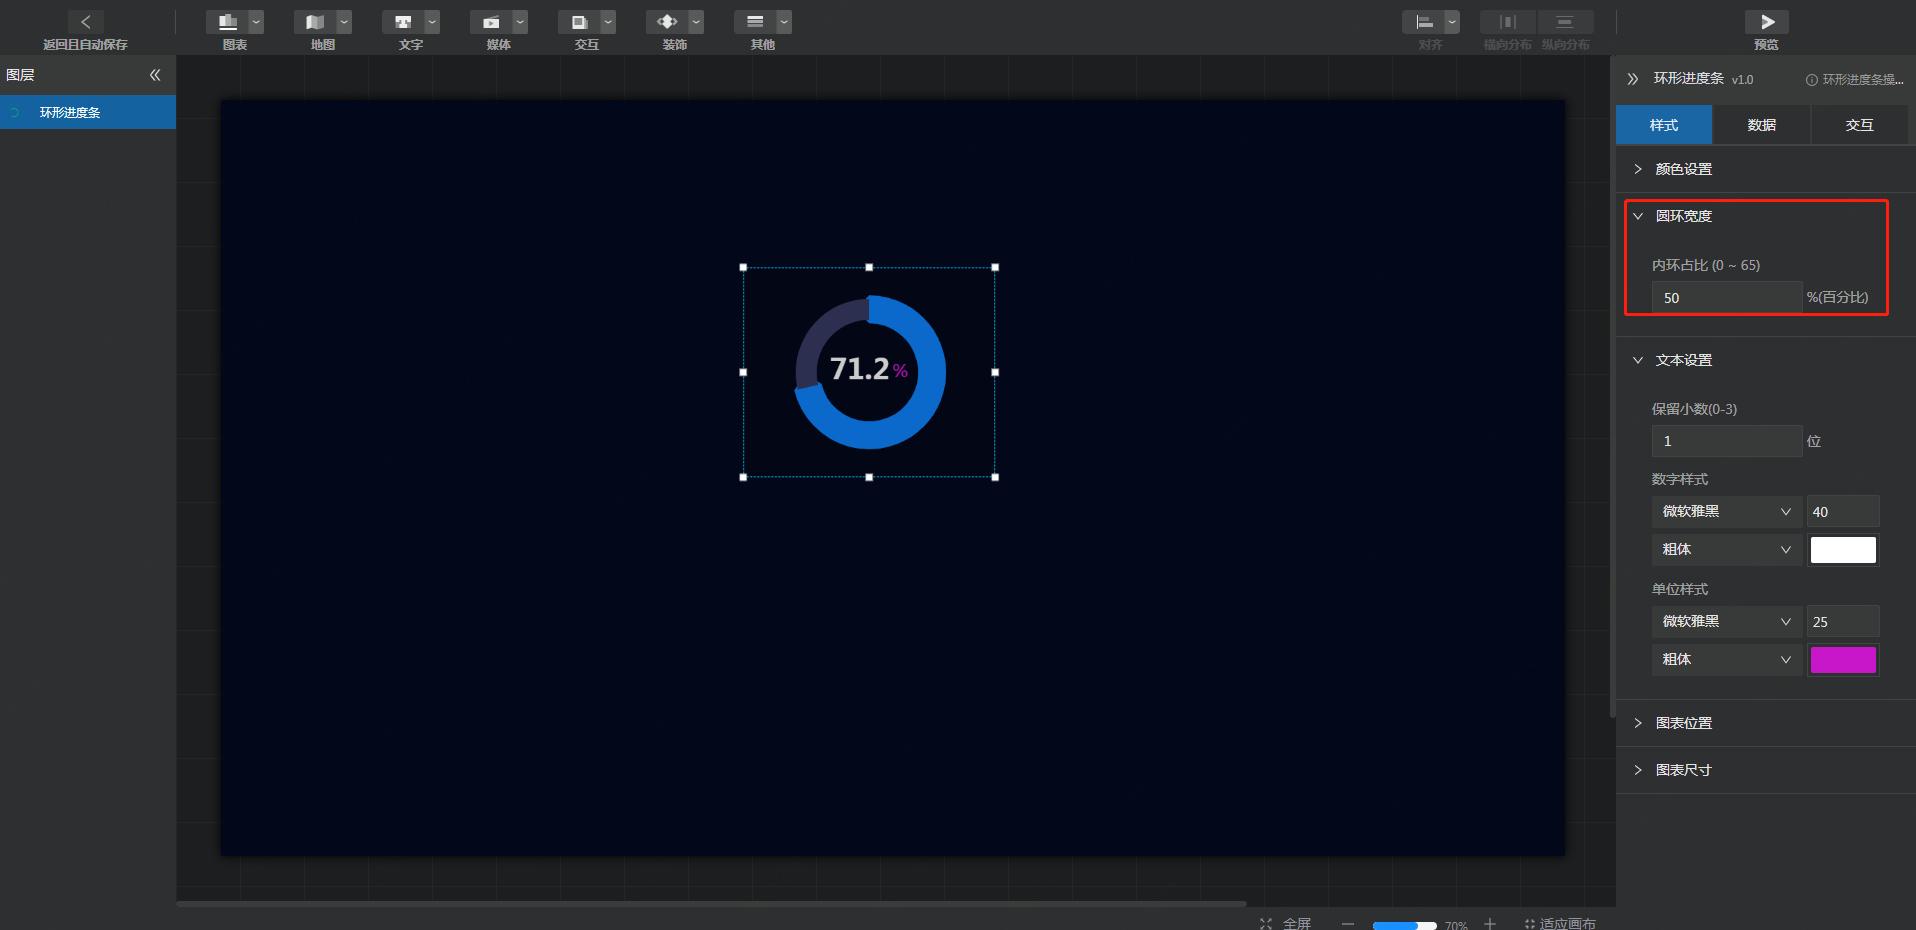 返回且自动保存
图表
地图
文字
媒体
交互
装饰
其他
对齐
横向分布
纵向分布
预览
图层
环形进度条
71.2%
环形进度条 v1.0
环形进度条操...
样式
数据
交互
颜色设置
圆环宽度
内环占比 (0 ~ 65)
50 %(百分比)
文本设置
保留小数(0-3)
1 位
数字样式
微软雅黑 40
粗体
单位样式
微软雅黑 25
粗体
图表位置
图表尺寸
全屏
70%
适应画布